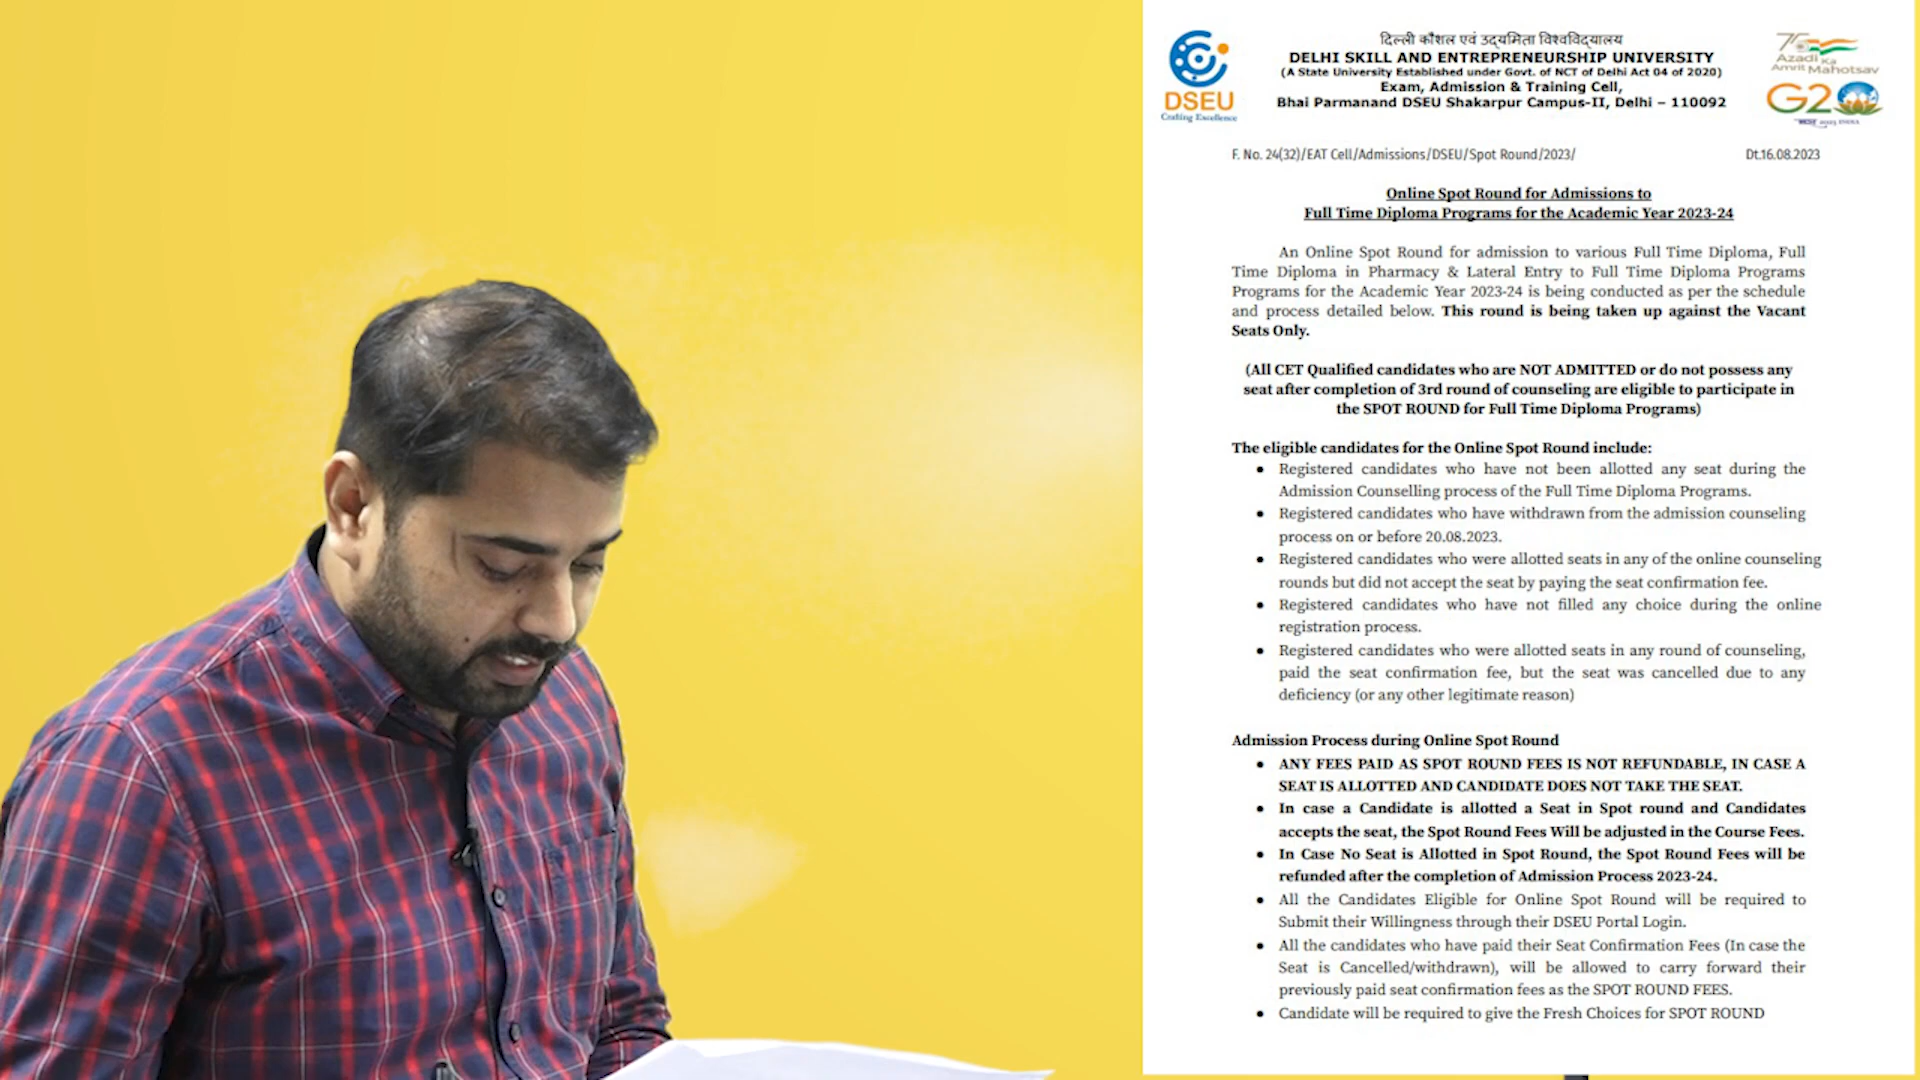 दिल्ली कौशल एवं उद्यमिता विश्वविद्यालय
DELHI SKILL AND ENTREPRENEURSHIP UNIVERSITY
(A State University Established under Govt. of NCT of Delhi Act 04 of 2020)
Exam, Admission & Training Cell,
Bhai Parmanand DSEU Shakarpur Campus-II, Delhi – 110092
DSEU
Crafting Excellence
75
Azadi Ka
Amrit Mahotsav
G20
F. No. 24(32)/EAT Cell/Admissions/DSEU/Spot Round/2023/ Dt.16.08.2023
Online Spot Round for Admissions to
Full Time Diploma Programs for the Academic Year 2023-24
An Online Spot Round for admission to various Full Time Diploma, Full
Time Diploma in Pharmacy & Lateral Entry to Full Time Diploma Programs
Programs for the Academic Year 2023-24 is being conducted as per the schedule
and process detailed below. This round is being taken up against the Vacant
Seats Only.
(All CET Qualified candidates who are NOT ADMITTED or do not possess any
seat after completion of 3rd round of counseling are eligible to participate in
the SPOT ROUND for Full Time Diploma Programs)
The eligible candidates for the Online Spot Round include:
• Registered candidates who have not been allotted any seat during the
Admission Counselling process of the Full Time Diploma Programs.
• Registered candidates who have withdrawn from the admission counseling
process on or before 20.08.2023.
• Registered candidates who were allotted seats in any of the online counseling
rounds but did not accept the seat by paying the seat confirmation fee.
• Registered candidates who have not filled any choice during the online
registration process.
• Registered candidates who were allotted seats in any round of counseling,
paid the seat confirmation fee, but the seat was cancelled due to any
deficiency (or any other legitimate reason)
Admission Process during Online Spot Round
• ANY FEES PAID AS SPOT ROUND FEES IS NOT REFUNDABLE, IN CASE A
SEAT IS ALLOTTED AND CANDIDATE DOES NOT TAKE THE SEAT.
• In case a Candidate is allotted a Seat in Spot round and Candidates
accepts the seat, the Spot Round Fees Will be adjusted in the Course Fees.
• In Case No Seat is Allotted in Spot Round, the Spot Round Fees will be
refunded after the completion of Admission Process 2023-24.
• All the Candidates Eligible for Online Spot Round will be required to
Submit their Willingness through their DSEU Portal Login.
• All the candidates who have paid their Seat Confirmation Fees (In case the
Seat is Cancelled/withdrawn), will be allowed to carry forward their
previously paid seat confirmation fees as the SPOT ROUND FEES.
• Candidate will be required to give the Fresh Choices for SPOT ROUND